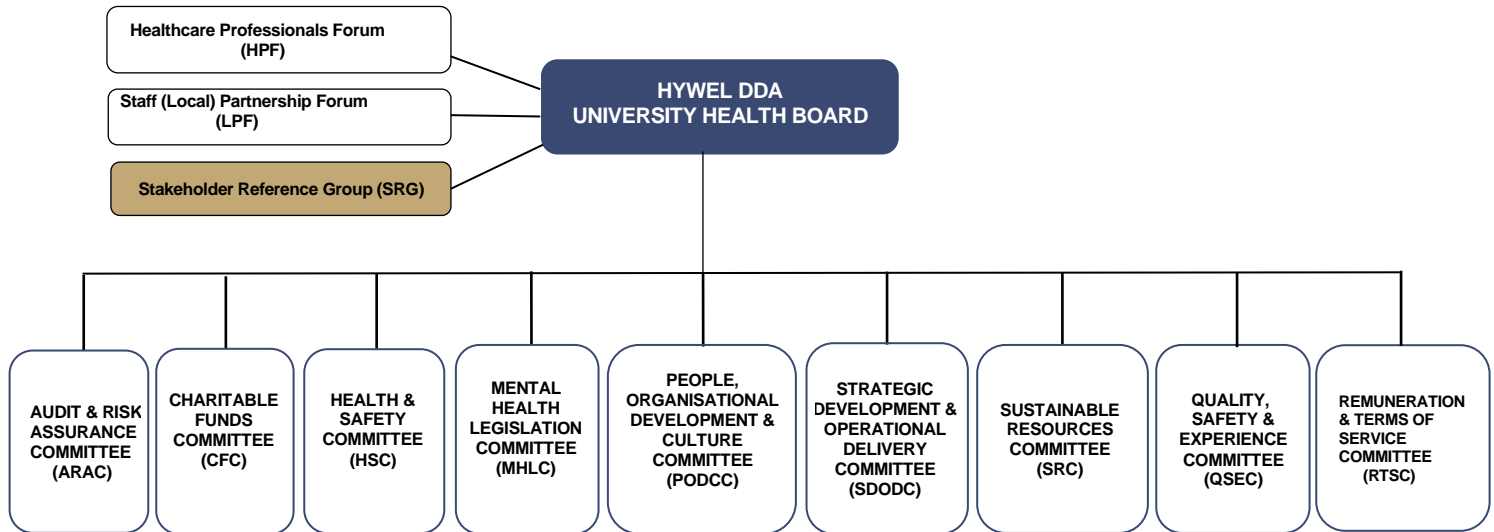 Healthcare Professionals Forum
(HPF)
Staff (Local) Partnership Forum
(LPF)
Stakeholder Reference Group (SRG)
HYWEL DDA
UNIVERSITY HEALTH BOARD
AUDIT & RISK
ASSURANCE
COMMITTEE
(ARAC)
CHARITABLE
FUNDS
COMMITTEE
(CFC)
HEALTH &
SAFETY
COMMITTEE
(HSC)
MENTAL
HEALTH
LEGISLATION
COMMITTEE
(MHLC)
PEOPLE,
ORGANISATIONAL
DEVELOPMENT &
CULTURE
COMMITTEE
(PODCC)
STRATEGIC
DEVELOPMENT &
OPERATIONAL
DELIVERY
COMMITTEE
(SDODC)
SUSTAINABLE
RESOURCES
COMMITTEE
(SRC)
QUALITY,
SAFETY &
EXPERIENCE
COMMITTEE
(QSEC)
REMUNERATION
& TERMS OF
SERVICE
COMMITTEE
(RTSC)